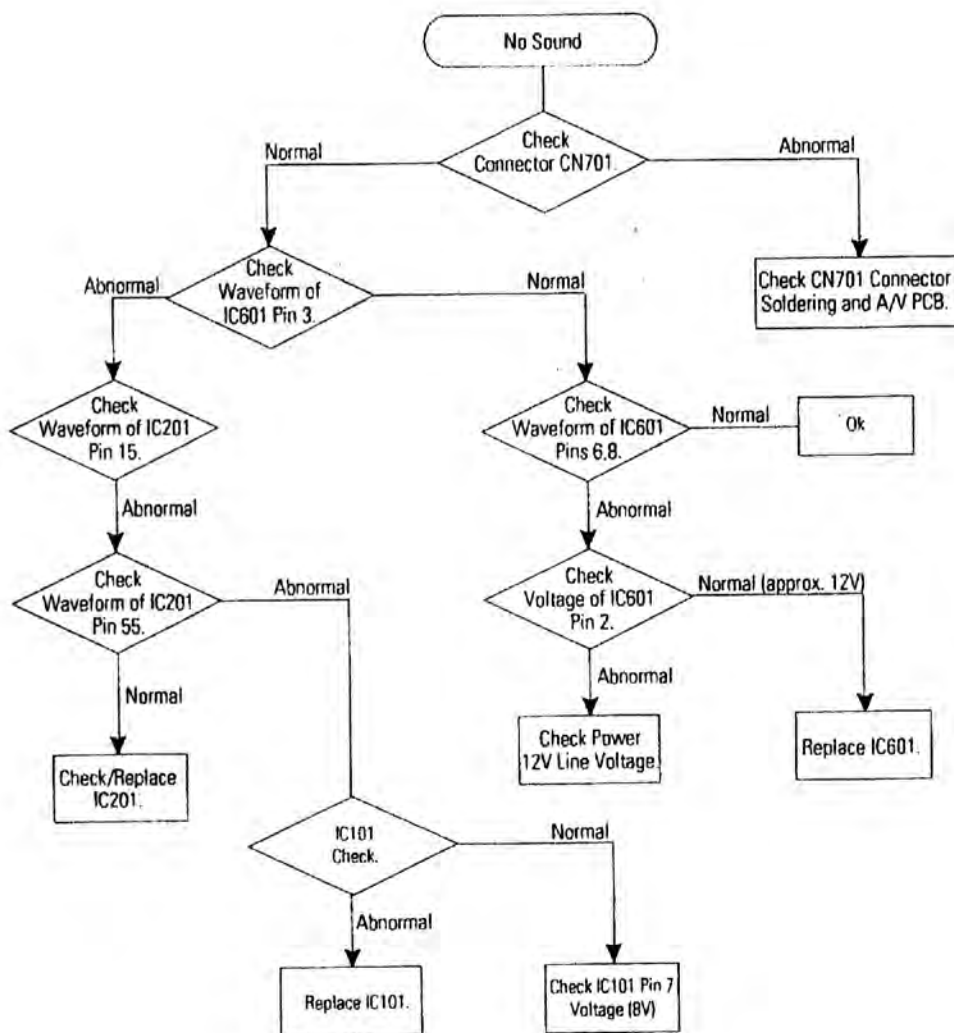 No Sound
Check
Connector CN701.
Normal
Abnormal
Check
Waveform of
IC601 Pin 3.
Abnormal
Normal
Check CN701 Connector
Soldering and A/V PCB.
Check
Waveform of IC201
Pin 15.
Check
Waveform of IC601
Pins 6,8.
Normal
Ok
Abnormal
Abnormal
Check
Waveform of IC201
Pin 55.
Abnormal
Check
Voltage of IC601
Pin 2.
Normal (approx. 12V)
Normal
Abnormal
Check/Replace
IC201.
Check Power
12V Line Voltage.
Replace IC601.
IC101
Check.
Normal
Abnormal
Replace IC101.
Check IC101 Pin 7
Voltage (8V)